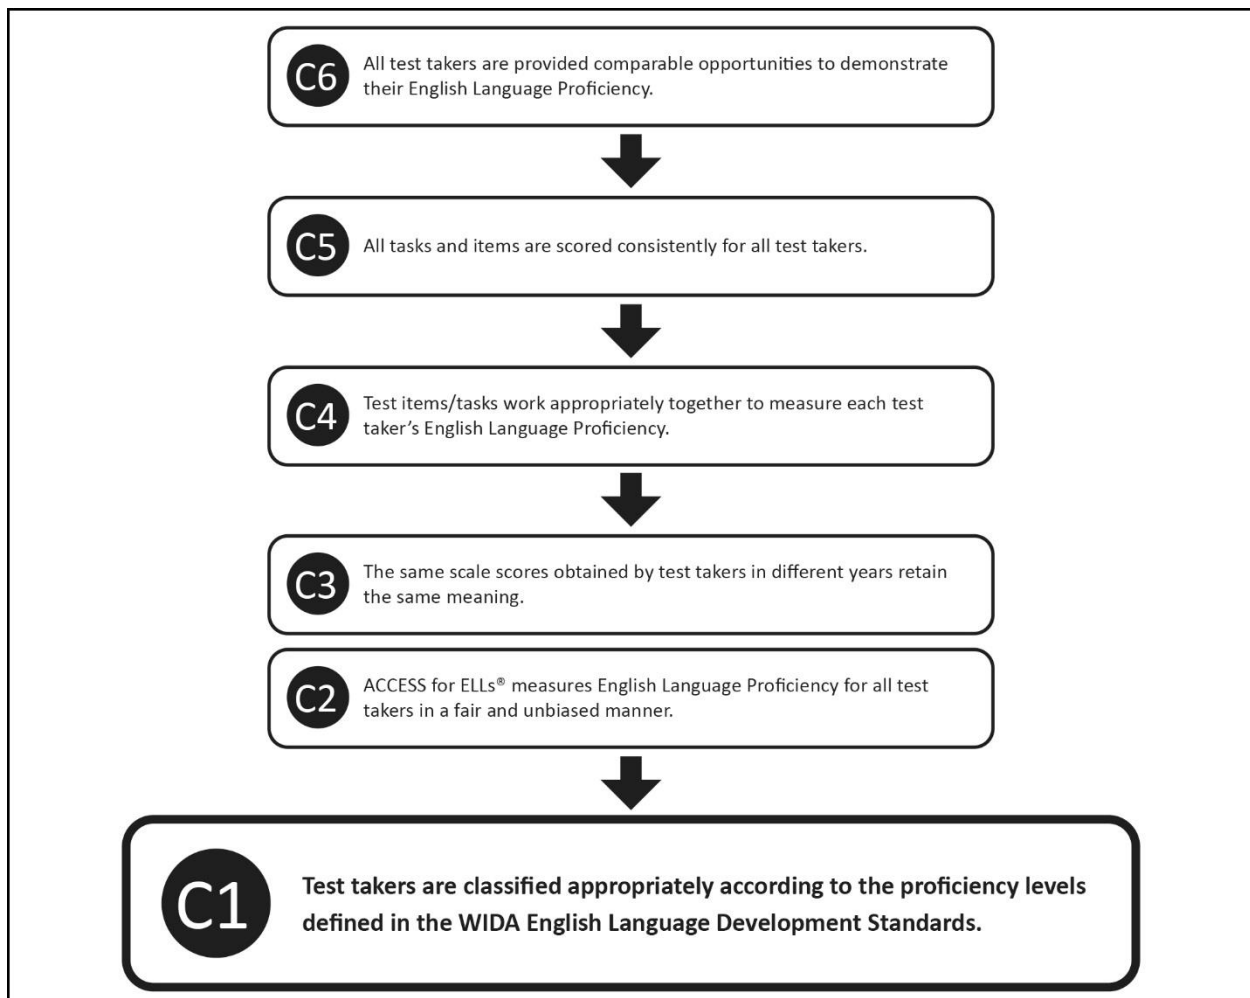 C6
All test takers are provided comparable opportunities to demonstrate
their English Language Proficiency.
C5
All tasks and items are scored consistently for all test takers.
C4
Test items/tasks work appropriately together to measure each test
taker’s English Language Proficiency.
C3
The same scale scores obtained by test takers in different years retain
the same meaning.
C2
ACCESS for ELLs® measures English Language Proficiency for all test
takers in a fair and unbiased manner.
C1
Test takers are classified appropriately according to the proficiency levels
defined in the WIDA English Language Development Standards.